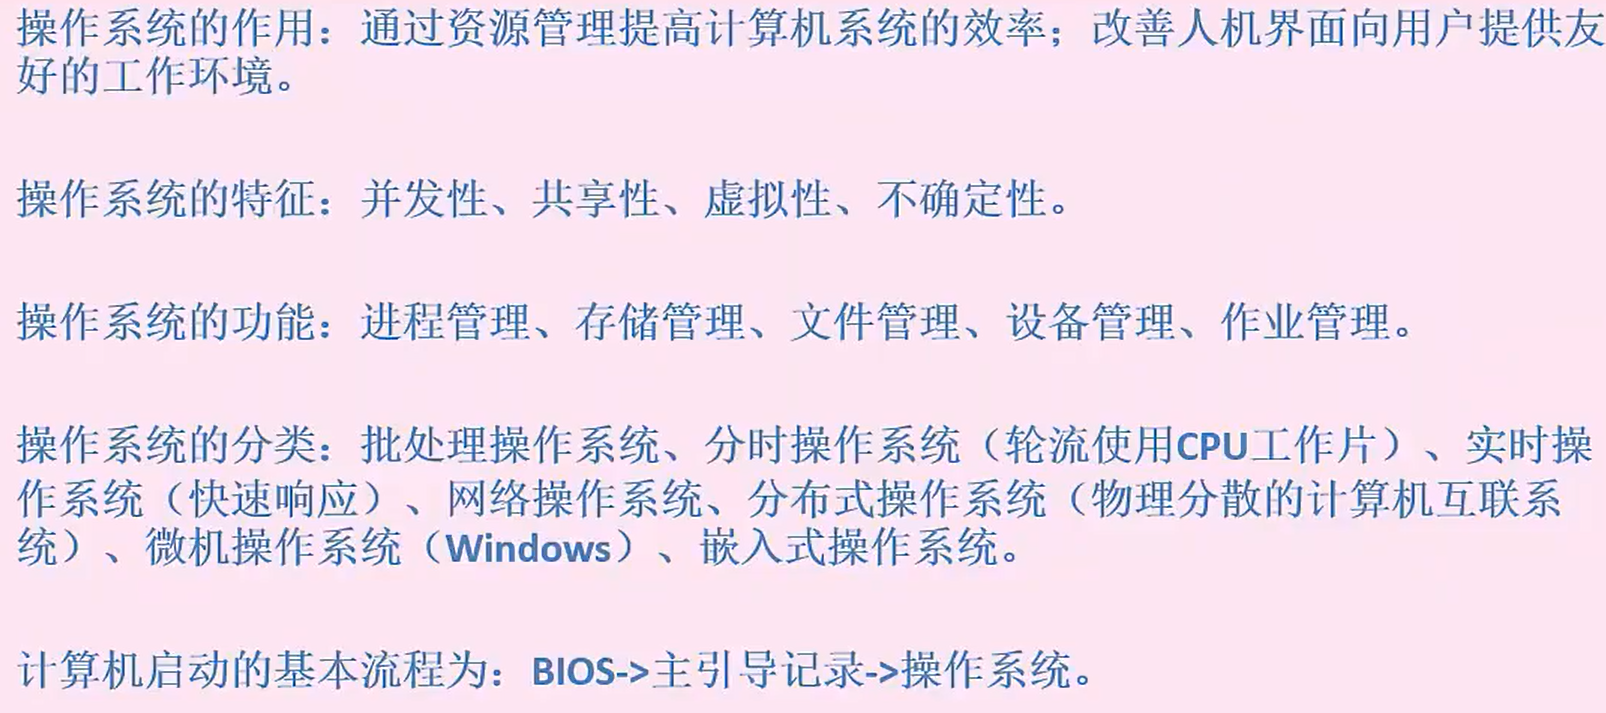 操作系统的作用：通过资源管理提高计算机系统的效率；改善人机界面向用户提供友
好的工作环境。
操作系统的特征：并发性、共享性、虚拟性、不确定性。
操作系统的功能：进程管理、存储管理、文件管理、设备管理、作业管理。
操作系统的分类：批处理操作系统、分时操作系统（轮流使用CPU工作片）、实时操
作系统（快速响应）、网络操作系统、分布式操作系统（物理分散的计算机互联系
统）、微机操作系统（Windows）、嵌入式操作系统。
计算机启动的基本流程为：BIOS->主引导记录->操作系统。